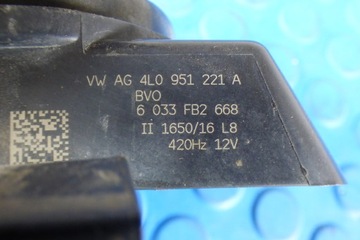 VW AG 4L0 951 221 A
BVO
6 033 FB2 668
II 1650/16 L8
420Hz 12V